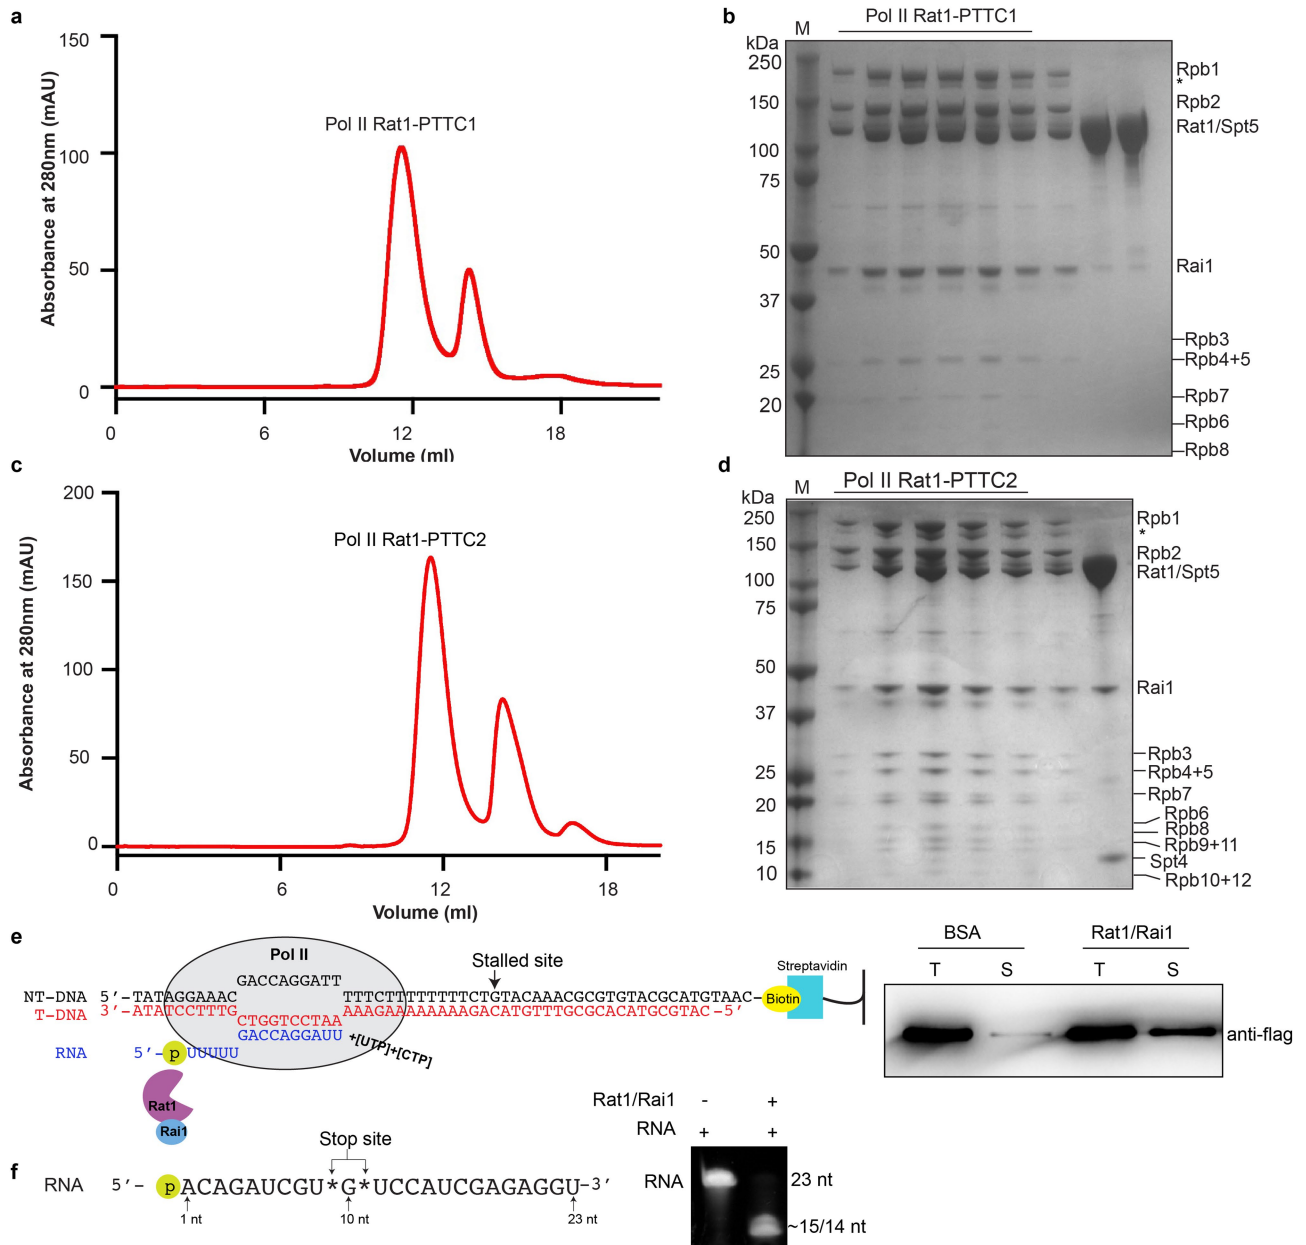 a
150
100
50
0
Absorbance at 280nm (mAU)
Pol II Rat1-PTTC1
0 6 12 18
Volume (ml)
b
Pol II Rat1-PTTC1
M
kDa
250
150
100
75
50
37
25
20
Rpb1
*
Rpb2
Rat1/Spt5
Rai1
Rpb3
Rpb4+5
Rpb7
Rpb6
Rpb8
c
200
150
100
50
0
Absorbance at 280nm (mAU)
Pol II Rat1-PTTC2
0 6 12 18
Volume (ml)
d
Pol II Rat1-PTTC2
M
kDa
250
150
100
75
50
37
25
20
15
10
Rpb1
*
Rpb2
Rat1/Spt5
Rai1
Rpb3
Rpb4+5
Rpb7
Rpb6
Rpb8
Rpb9+11
Spt4
Rpb10+12
e
Pol II
Stalled site
Streptavidin
Biotin
GACCAGGATT
NT-DNA 5′-TATAGGAAAC TTTCTTTTTTTTCTGTACAAACGCGTGTACGCATGTAAC-
T-DNA 3′-ATATCCTTTG AAAGAAAAAAAAGACATGTTTGCGCACATGCGTAC-5′
CTGGTCCTAA
GACCAGGAUU
+[UTP]+[CTP]
RNA 5′- p UUUUU
Rat1
Rai1
BSA Rat1/Rai1
T S T S
anti-flag
f
Stop site
RNA 5′- p ACAGAUCGU*G*UCCAUCGAGAGGU-3′
1 nt 10 nt 23 nt
Rat1/Rai1 - +
RNA + +
RNA
23 nt
~15/14 nt